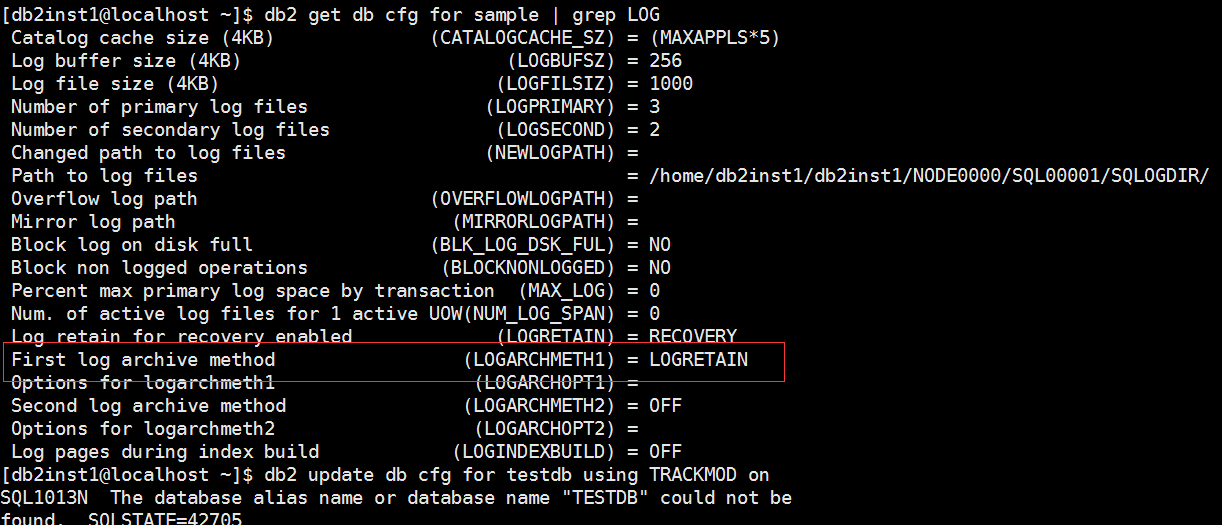 [db2inst1@localhost ~]$ db2 get db cfg for sample | grep LOG
 Catalog cache size (4KB)              (CATALOGCACHE_SZ) = (MAXAPPLS*5)
 Log buffer size (4KB)                        (LOGBUFSZ) = 256
 Log file size (4KB)                         (LOGFILSIZ) = 1000
 Number of primary log files                (LOGPRIMARY) = 3
 Number of secondary log files               (LOGSECOND) = 2
 Changed path to log files                  (NEWLOGPATH) =
 Path to log files                                       = /home/db2inst1/db2inst1/NODE0000/SQL00001/SQLOGDIR/
 Overflow log path                     (OVERFLOWLOGPATH) =
 Mirror log path                         (MIRRORLOGPATH) =
 Block log on disk full                (BLK_LOG_DSK_FUL) = NO
 Block non logged operations            (BLOCKNONLOGGED) = NO
 Percent max primary log space by transaction  (MAX_LOG) = 0
 Num. of active log files for 1 active UOW(NUM_LOG_SPAN) = 0
 Log retain for recovery enabled             (LOGRETAIN) = RECOVERY
 First log archive method                 (LOGARCHMETH1) = LOGRETAIN
 Options for logarchmeth1                  (LOGARCHOPT1) =
 Second log archive method                (LOGARCHMETH2) = OFF
 Options for logarchmeth2                  (LOGARCHOPT2) =
 Log pages during index build            (LOGINDEXBUILD) = OFF
[db2inst1@localhost ~]$ db2 update db cfg for testdb using TRACKMOD on
SQL1013N  The database alias name or database name "TESTDB" could not be
found.  SQLSTATE=42705